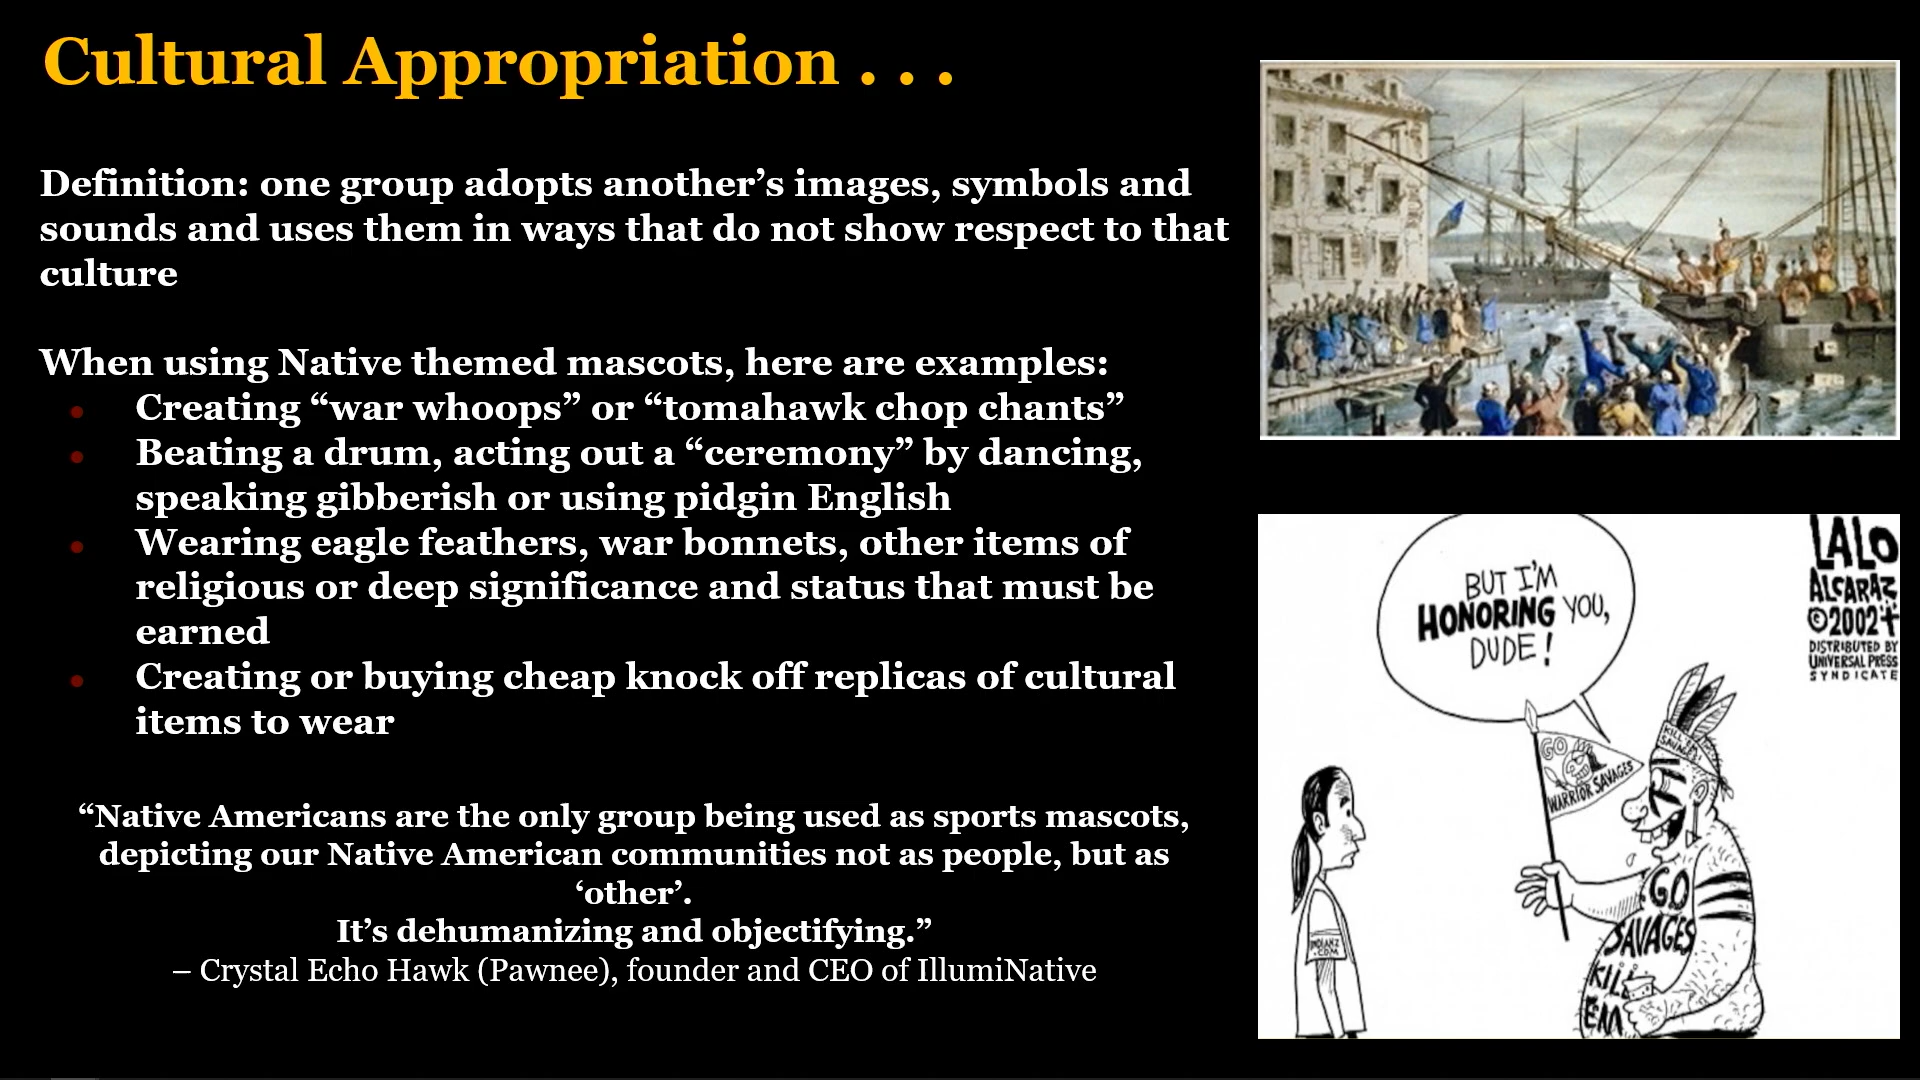 Cultural Appropriation . . .
Definition: one group adopts another’s images, symbols and
sounds and uses them in ways that do not show respect to that
culture
When using Native themed mascots, here are examples:
Creating “war whoops” or “tomahawk chop chants”
Beating a drum, acting out a “ceremony” by dancing,
speaking gibberish or using pidgin English
Wearing eagle feathers, war bonnets, other items of
religious or deep significance and status that must be
earned
Creating or buying cheap knock off replicas of cultural
items to wear
“Native Americans are the only group being used as sports mascots,
depicting our Native American communities not as people, but as
‘other’.
It’s dehumanizing and objectifying.”
– Crystal Echo Hawk (Pawnee), founder and CEO of IllumiNative
BUT I'M
HONORING YOU,
DUDE!
LALO
ALCARAZ
©2002
DISTRIBUTED BY
UNIVERSAL PRESS
SYNDICATE
KILL 'EM
SAVAGES
GO
WARRIOR SAVAGES
INDIANZ
.COM
GO
SAVAGES
KILL
EM